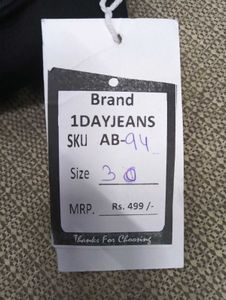 Brand
1DAYJEANS
SKU AB-94
Size 30
MRP. Rs. 499 /-
Thanks For Choosing